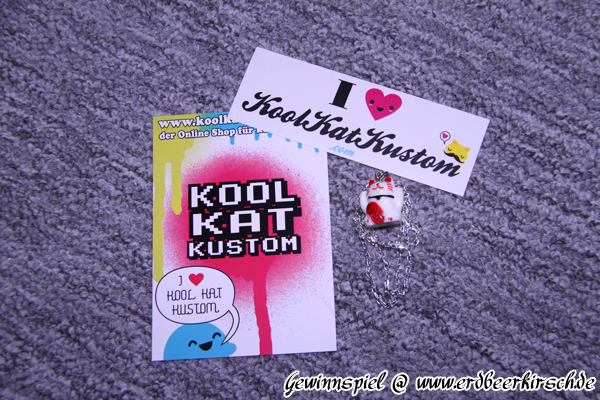 I
KoolKatKustom
.com
www.koolk
der Online Shop für
KOOL
KAT
KUSTOM
I
KOOL KAT
KUSTOM
Gewinnspiel @ www.erdbeerkirsch.de